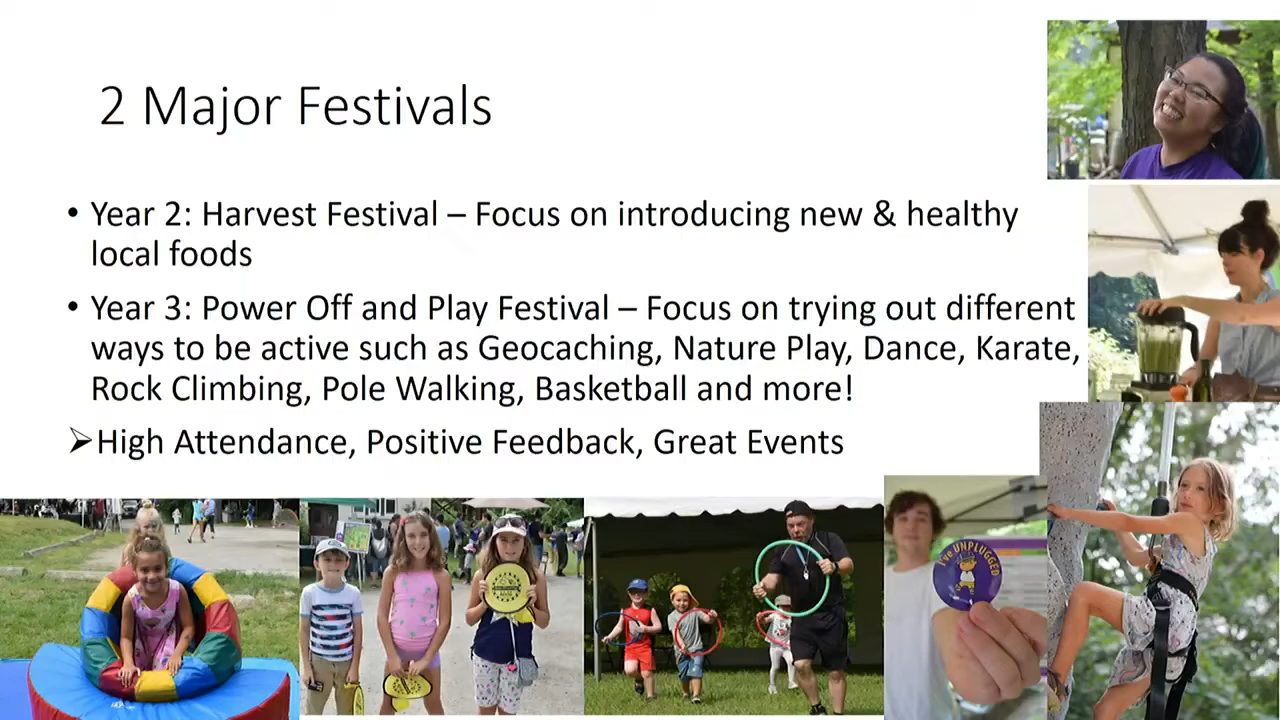 2 Major Festivals
• Year 2: Harvest Festival – Focus on introducing new & healthy
local foods
• Year 3: Power Off and Play Festival – Focus on trying out different
ways to be active such as Geocaching, Nature Play, Dance, Karate,
Rock Climbing, Pole Walking, Basketball and more!
➢High Attendance, Positive Feedback, Great Events
I've UNPLUGGED